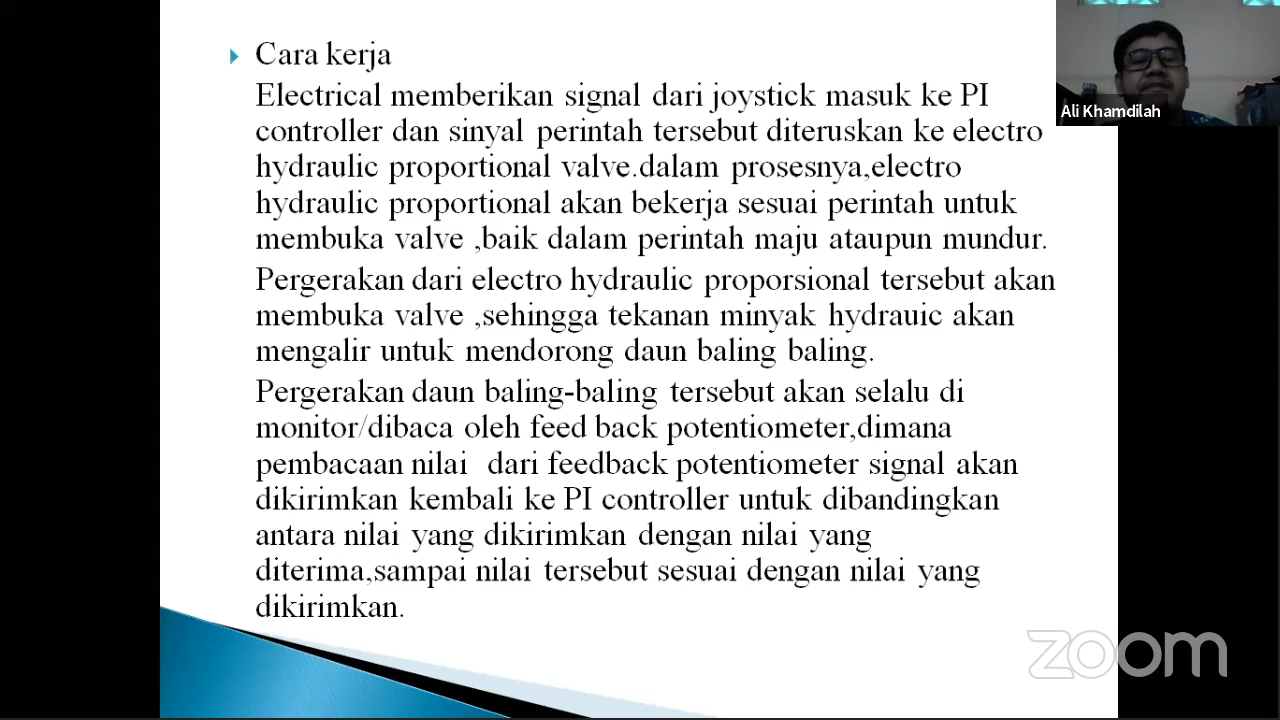 Cara kerja
Electrical memberikan signal dari joystick masuk ke PI
controller dan sinyal perintah tersebut diteruskan ke electro
hydraulic proportional valve.dalam prosesnya,electro
hydraulic proportional akan bekerja sesuai perintah untuk
membuka valve ,baik dalam perintah maju ataupun mundur.
Pergerakan dari electro hydraulic proporsional tersebut akan
membuka valve ,sehingga tekanan minyak hydrauic akan
mengalir untuk mendorong daun baling baling.
Pergerakan daun baling-baling tersebut akan selalu di
monitor/dibaca oleh feed back potentiometer,dimana
pembacaan nilai  dari feedback potentiometer signal akan
dikirimkan kembali ke PI controller untuk dibandingkan
antara nilai yang dikirimkan dengan nilai yang
diterima,sampai nilai tersebut sesuai dengan nilai yang
dikirimkan.
Ali Khamdilah
zoom